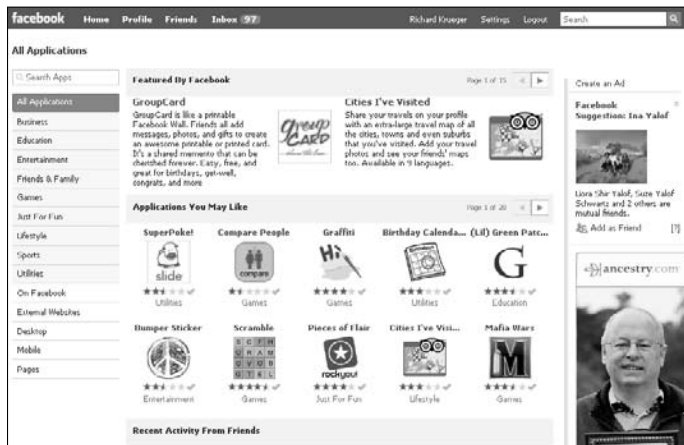 facebook Home Profile Friends Inbox 97 Richard Krueger Settings Logout Search
All Applications
Search Apps
All Applications
Business
Education
Entertainment
Friends & Family
Games
Just For Fun
Lifestyle
Sports
Utilities
On Facebook
External Websites
Desktop
Mobile
Pages
Featured By Facebook Page 1 of 15
GroupCard
GroupCard is like a printable
Facebook Wall. Friends all add
messages, photos, and gifts to create
an awesome printable or printed card.
It's a shared memento that can be
cherished forever. Easy, free, and
great for birthdays, get-well,
congrats, and more
GROUP
CARD
Cities I've Visited
Share your travels on your profile
with an extra-large travel map of all
the cities, towns and even suburbs
that you've visited. Add your travel
photos and see your friends' maps
too. Available in 9 languages.
Applications You May Like Page 1 of 20
SuperPoke! Compare People Graffiti Birthday Calenda... (Lil) Green Patc...
slide compare Hi G
Utilities Games Games Utilities Education
Bumper Sticker Scramble Pieces of Flair Cities I've Visi... Mafia Wars
rockyou! M
Entertainment Games Just For Fun Lifestyle Games
Recent Activity From Friends
Create an Ad
Facebook
Suggestion: Ina Yalof
Liora Shir Yalof, Suze Yalof
Schwartz and 2 others are
mutual friends.
Add as Friend [?]
ancestry.com